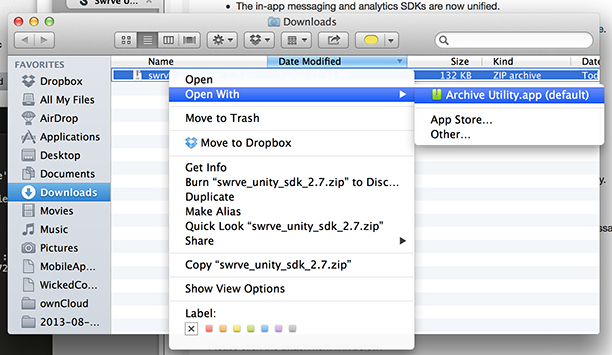 Swrve o
The in-app messaging and analytics SDKs are now unified.
Downloads
FAVORITES
Dropbox
All My Files
AirDrop
Applications
Desktop
Documents
Downloads
Movies
Music
Pictures
MobileAp...
WickedCo...
ownCloud
2013-08-...
Name
Date Modified
Size
Kind
Date
swrv
132 KB
ZIP archive
Tod
Open
Open With
Move to Trash
Move to Dropbox
Get Info
Burn “swrve_unity_sdk_2.7.zip” to Disc...
Duplicate
Make Alias
Quick Look “swrve_unity_sdk_2.7.zip”
Share
Copy “swrve_unity_sdk_2.7.zip”
Show View Options
Label:
Archive Utility.app (default)
App Store...
Other...